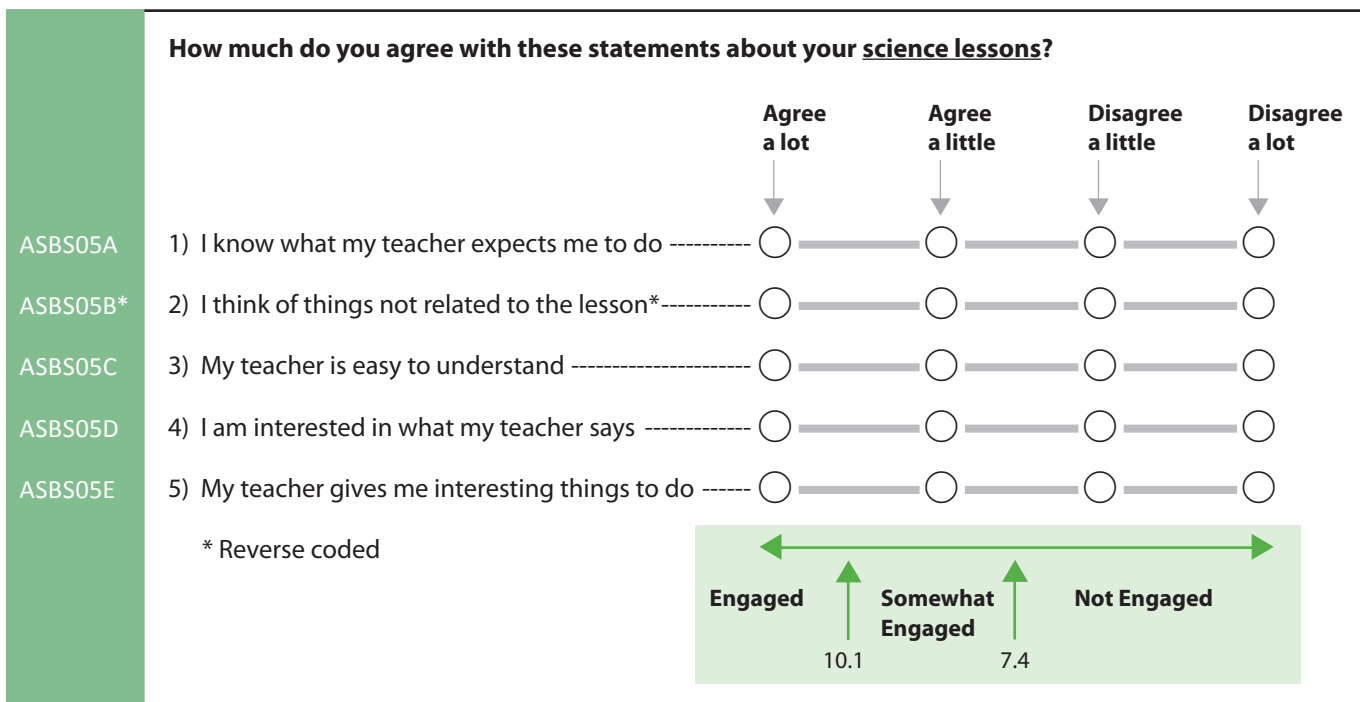 How much do you agree with these statements about your science lessons?
Agree a lot
Agree a little
Disagree a little
Disagree a lot
ASBS05A 1) I know what my teacher expects me to do ----------
ASBS05B* 2) I think of things not related to the lesson*-----------
ASBS05C 3) My teacher is easy to understand ----------------------
ASBS05D 4) I am interested in what my teacher says -------------
ASBS05E 5) My teacher gives me interesting things to do ------
* Reverse coded
Engaged
Somewhat
Engaged
Not Engaged
10.1
7.4